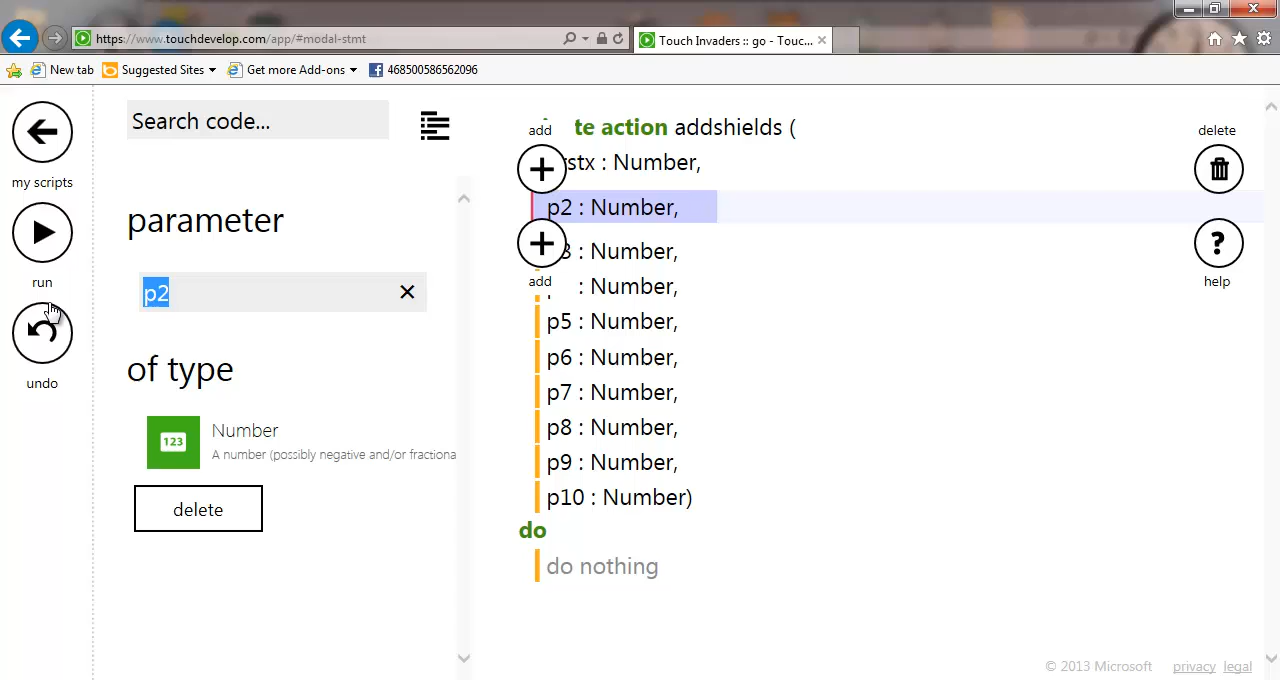 https://www.touchdevelop.com/app/#modal-stmt
Touch Invaders :: go - Touc...
New tab
Suggested Sites
Get more Add-ons
468500586562096
my scripts
run
undo
Search code...
parameter
p2
of type
123
Number
A number (possibly negative and/or fractiona
delete
add
te action addshields (
rstx : Number,
p2 : Number,
3 : Number,
add
: Number,
p5 : Number,
p6 : Number,
p7 : Number,
p8 : Number,
p9 : Number,
p10 : Number)
do
do nothing
delete
?
help
© 2013 Microsoft privacy legal